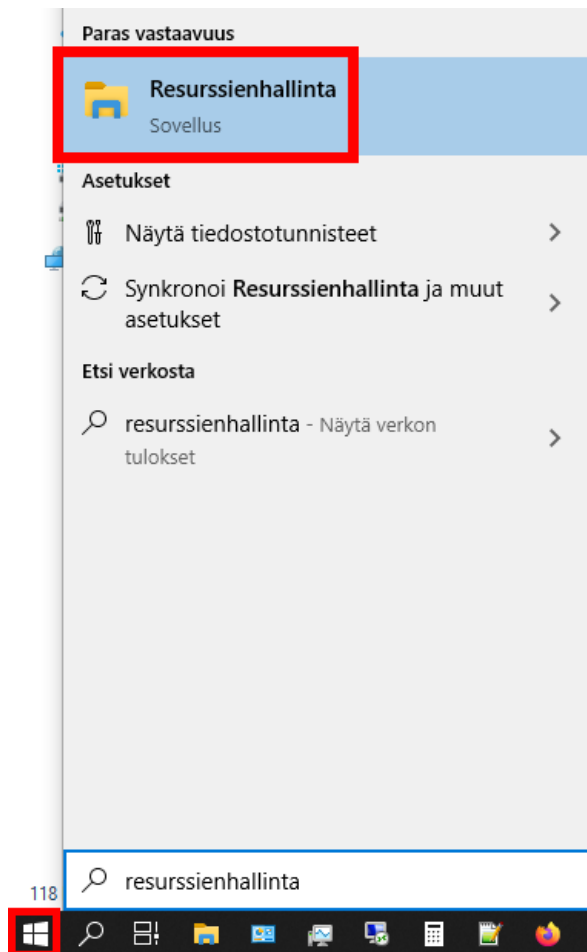 Paras vastaavuus
Resurssienhallinta
Sovellus
Asetukset
Näytä tiedostotunnisteet
Synkronoi Resurssienhallinta ja muut
asetukset
Etsi verkosta
resurssienhallinta - Näytä verkon
tulokset
resurssienhallinta
118